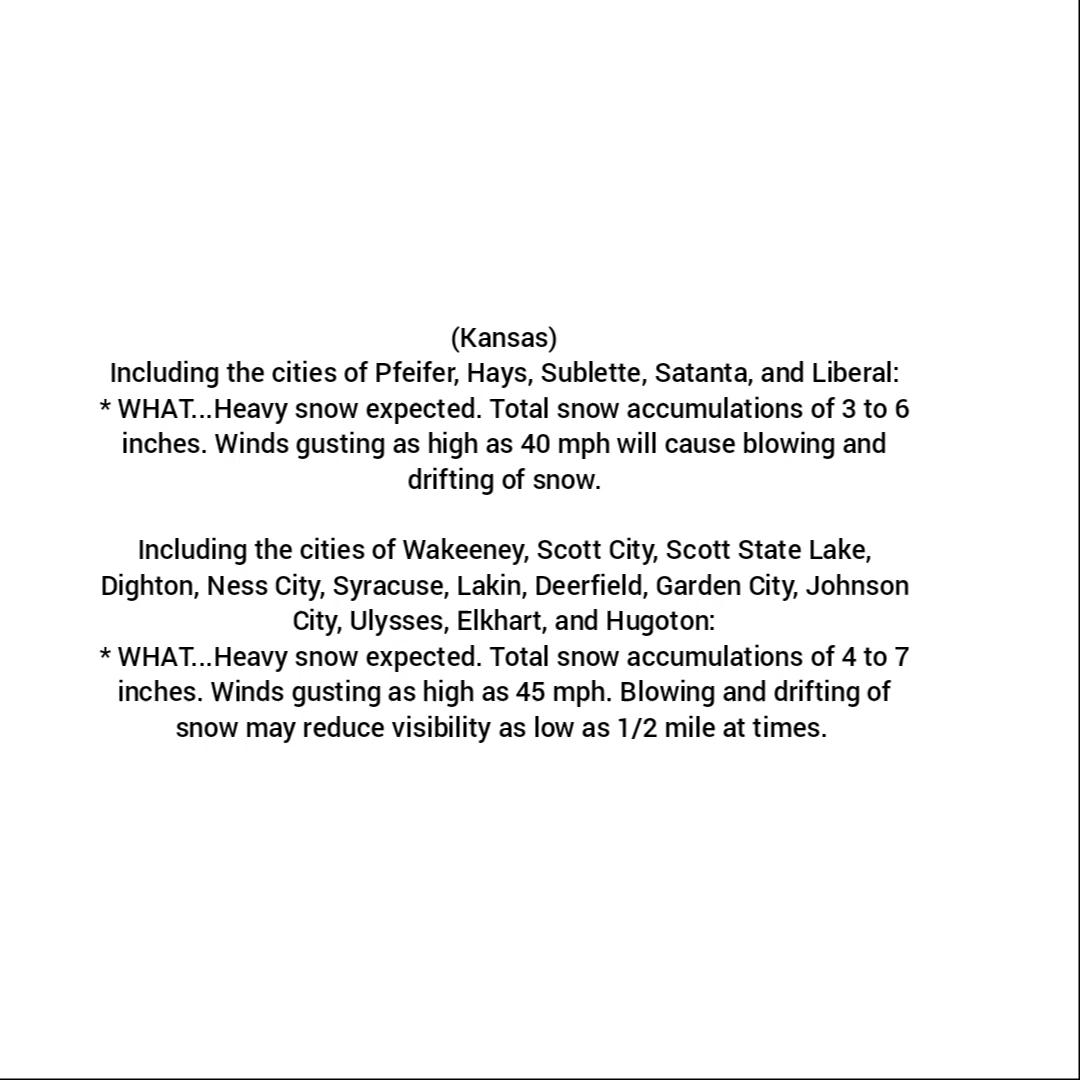 (Kansas)
Including the cities of Pfeifer, Hays, Sublette, Satanta, and Liberal:
* WHAT...Heavy snow expected. Total snow accumulations of 3 to 6
inches. Winds gusting as high as 40 mph will cause blowing and
drifting of snow.
Including the cities of Wakeeney, Scott City, Scott State Lake,
Dighton, Ness City, Syracuse, Lakin, Deerfield, Garden City, Johnson
City, Ulysses, Elkhart, and Hugoton:
* WHAT...Heavy snow expected. Total snow accumulations of 4 to 7
inches. Winds gusting as high as 45 mph. Blowing and drifting of
snow may reduce visibility as low as 1/2 mile at times.